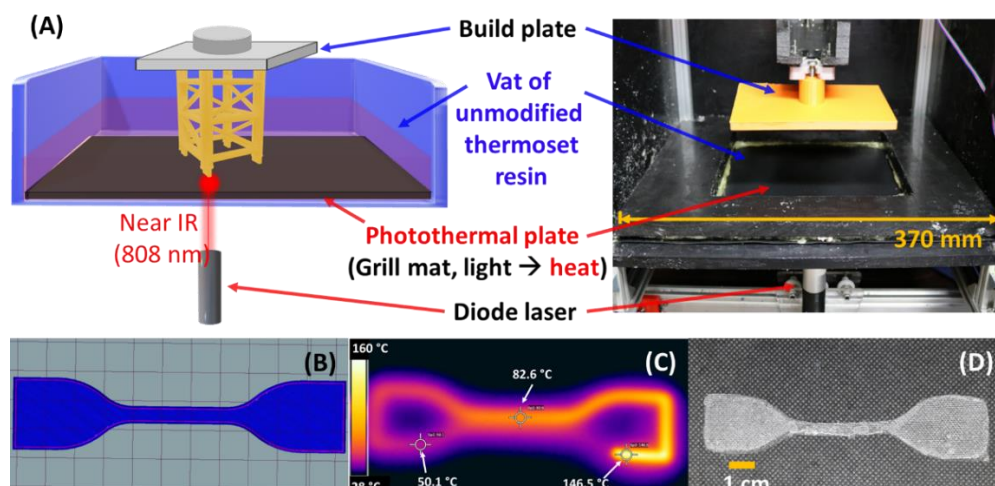 (A)
Build plate
Vat of
unmodified
thermoset
resin
Near IR
(808 nm)
Photothermal plate
(Grill mat, light → heat)
370 mm
Diode laser
(B)
160 °C
(C)
82.6 °C
50.1 °C
146.5 °C
28 °C
(D)
1 cm